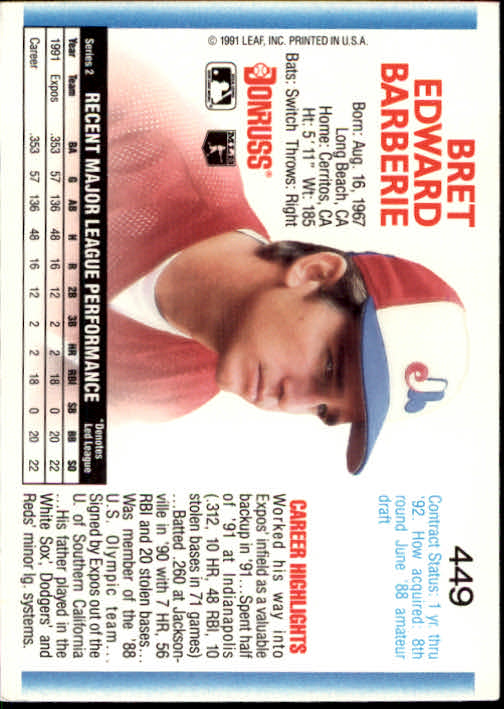 449
BRET
EDWARD
BARBERIE
Born: Aug. 16, 1967
Long Beach, CA
Home: Cerritos, CA
Ht: 5' 11" Wt: 185
Bats: Switch Throws: Right
DONRUSS®
MLB
© 1991 LEAF, INC. PRINTED IN U.S.A.
Contract Status: 1 yr. thru
'92. How acquired: 8th
round June '88 amateur
draft
CAREER HIGHLIGHTS
Worked his way into
Expos infield as a valuable
backup in '91...Spent half
of '91 at Indianapolis
(.312, 10 HR, 48 RBI, 10
stolen bases in 71 games)
...Batted .260 at Jackson-
ville in '90 with 7 HR, 56
RBI and 20 stolen bases...
Was member of the '88
U.S. Olympic team...
Signed by Expos out of the
U. of Southern California
...His father played in the
White Sox', Dodgers' and
Reds' minor lg. systems.
Series 2 RECENT MAJOR LEAGUE PERFORMANCE *Denotes Led League
Year Team BA G AB H R 2B 3B HR RBI SB BB SO
1991 Expos .353 57 136 48 16 12 2 2 18 0 20 22
Career .353 57 136 48 16 12 2 2 18 0 20 22